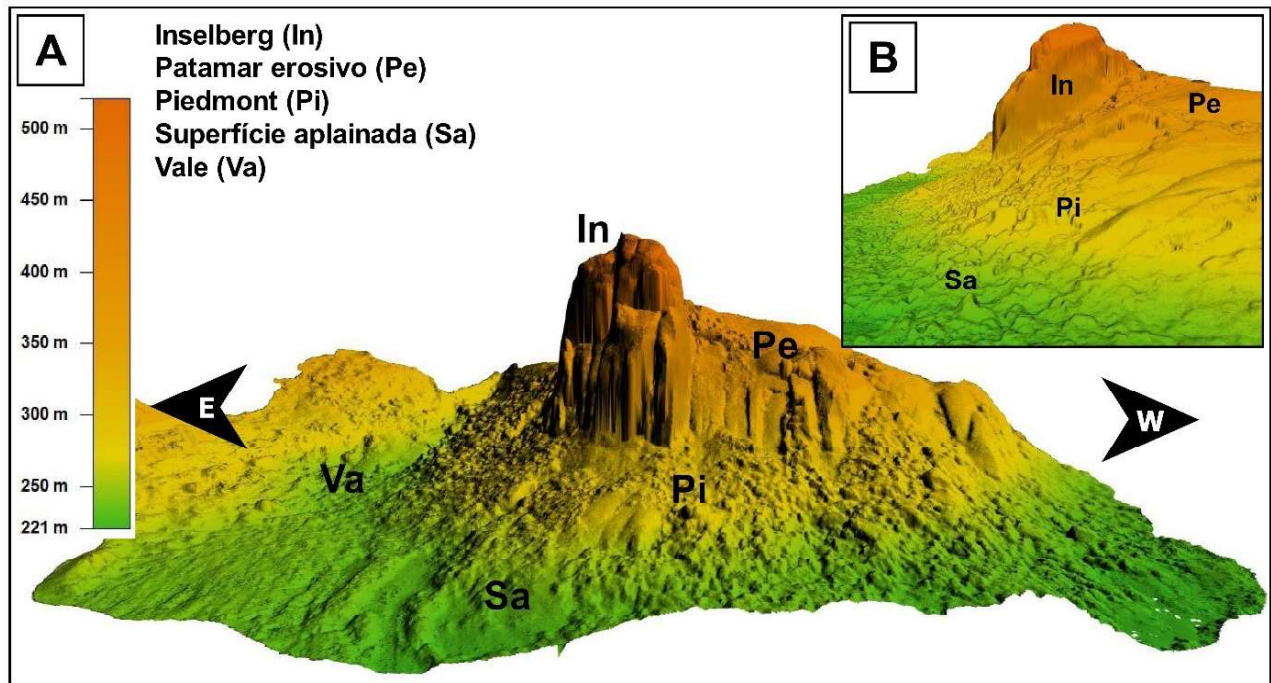 A
Inselberg (In)
Patamar erosivo (Pe)
Piedmont (Pi)
Superfície aplainada (Sa)
Vale (Va)
500 m
450 m
400 m
350 m
300 m
250 m
221 m
In
Pe
E
W
Va
Pi
Sa
B
In
Pe
Pi
Sa